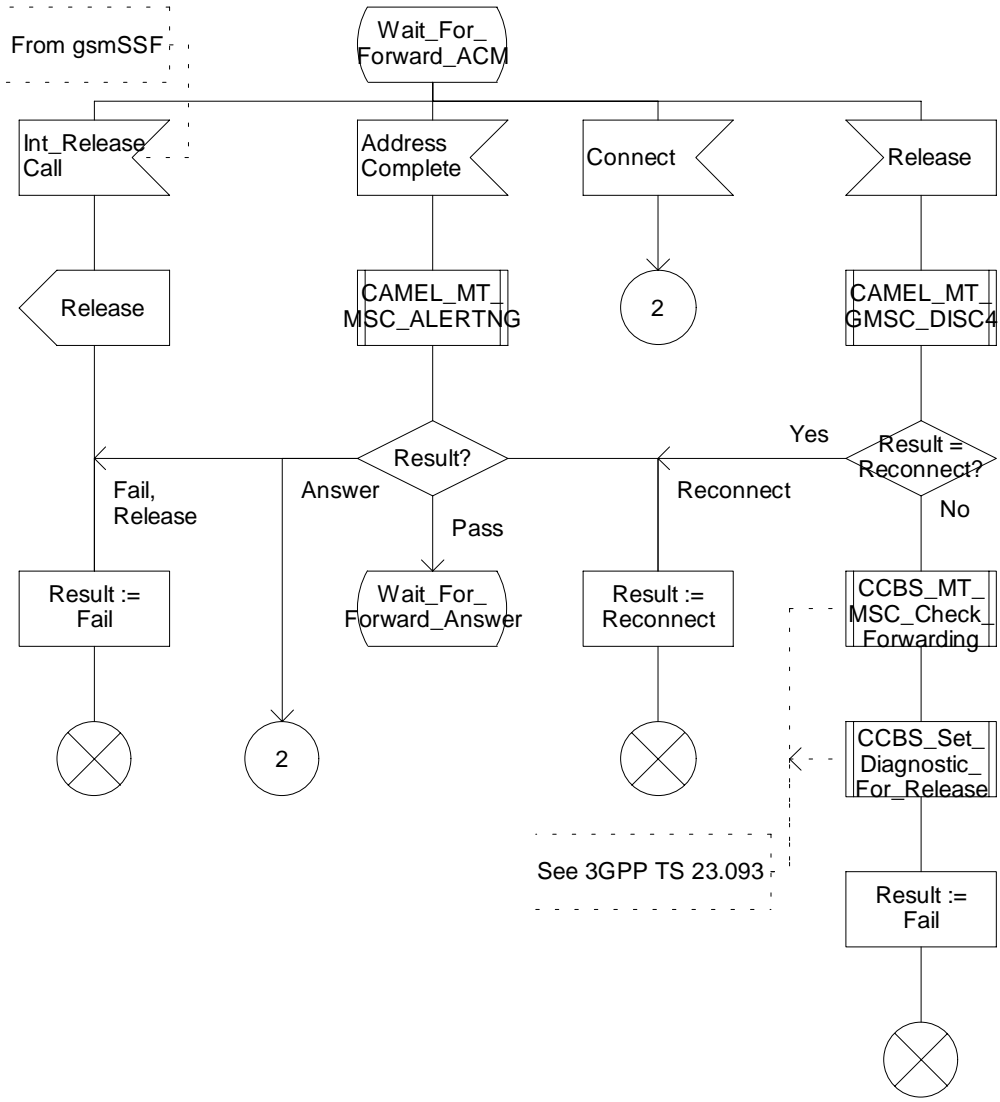 From gsmSSF
Wait_For_
Forward_ACM
Int_Release
Call
Address
Complete
Connect
Release
Release
CAMEL_MT_
MSC_ALERTNG
2
CAMEL_MT_
GMSC_DISC4
Result?
Yes
Result =
Reconnect?
Fail,
Release
Answer
Pass
Reconnect
No
Result :=
Fail
Wait_For_
Forward_Answer
Result :=
Reconnect
CCBS_MT_
MSC_Check_
Forwarding
2
CCBS_Set_
Diagnostic_
For_Release
See 3GPP TS 23.093
Result :=
Fail